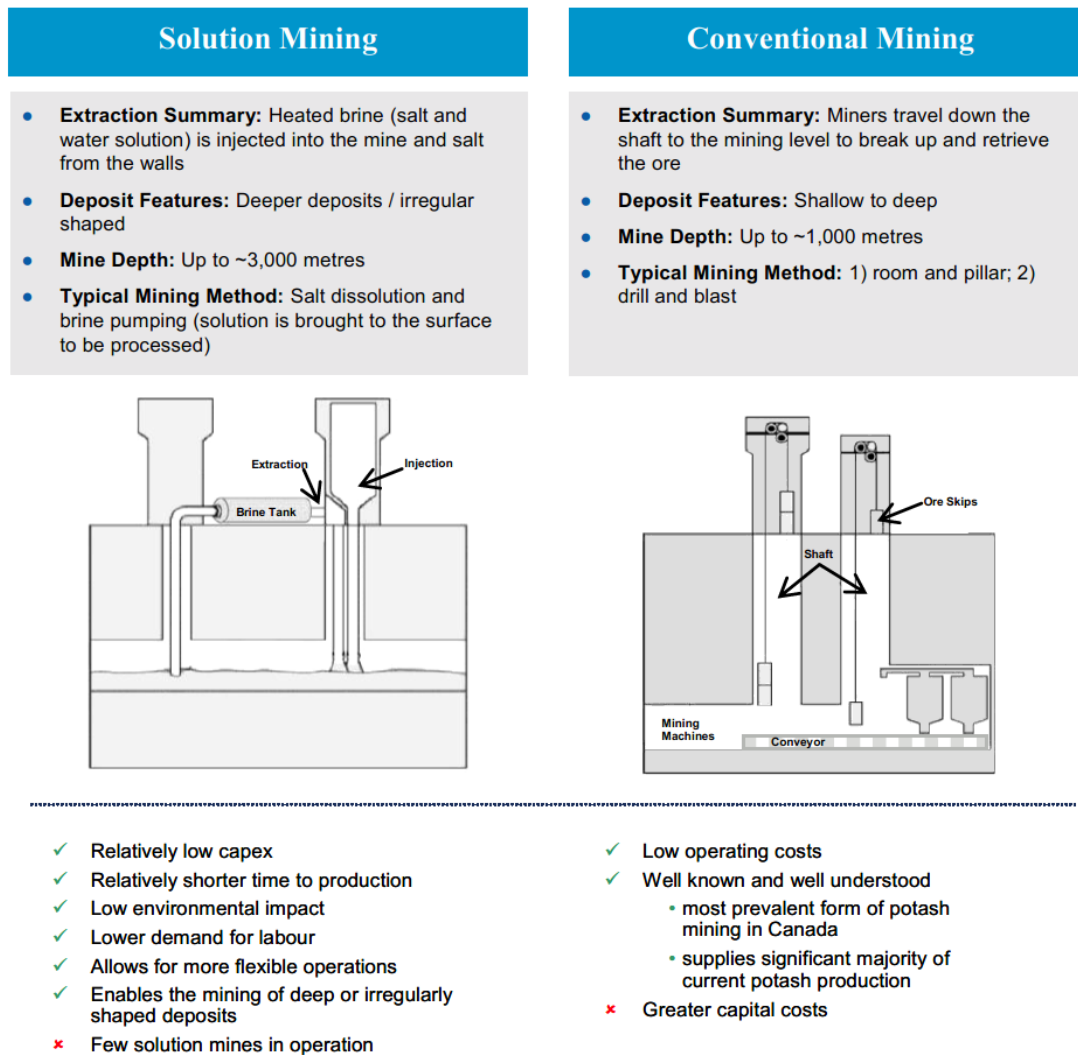 Solution Mining
Extraction Summary: Heated brine (salt and
water solution) is injected into the mine and salt
from the walls
Deposit Features: Deeper deposits / irregular
shaped
Mine Depth: Up to ~3,000 metres
Typical Mining Method: Salt dissolution and
brine pumping (solution is brought to the surface
to be processed)
Extraction
Injection
Brine Tank
Relatively low capex
Relatively shorter time to production
Low environmental impact
Lower demand for labour
Allows for more flexible operations
Enables the mining of deep or irregularly
shaped deposits
Few solution mines in operation
Conventional Mining
Extraction Summary: Miners travel down the
shaft to the mining level to break up and retrieve
the ore
Deposit Features: Shallow to deep
Mine Depth: Up to ~1,000 metres
Typical Mining Method: 1) room and pillar; 2)
drill and blast
Ore Skips
Shaft
Mining
Machines
Conveyor
Low operating costs
Well known and well understood
most prevalent form of potash
mining in Canada
supplies significant majority of
current potash production
Greater capital costs